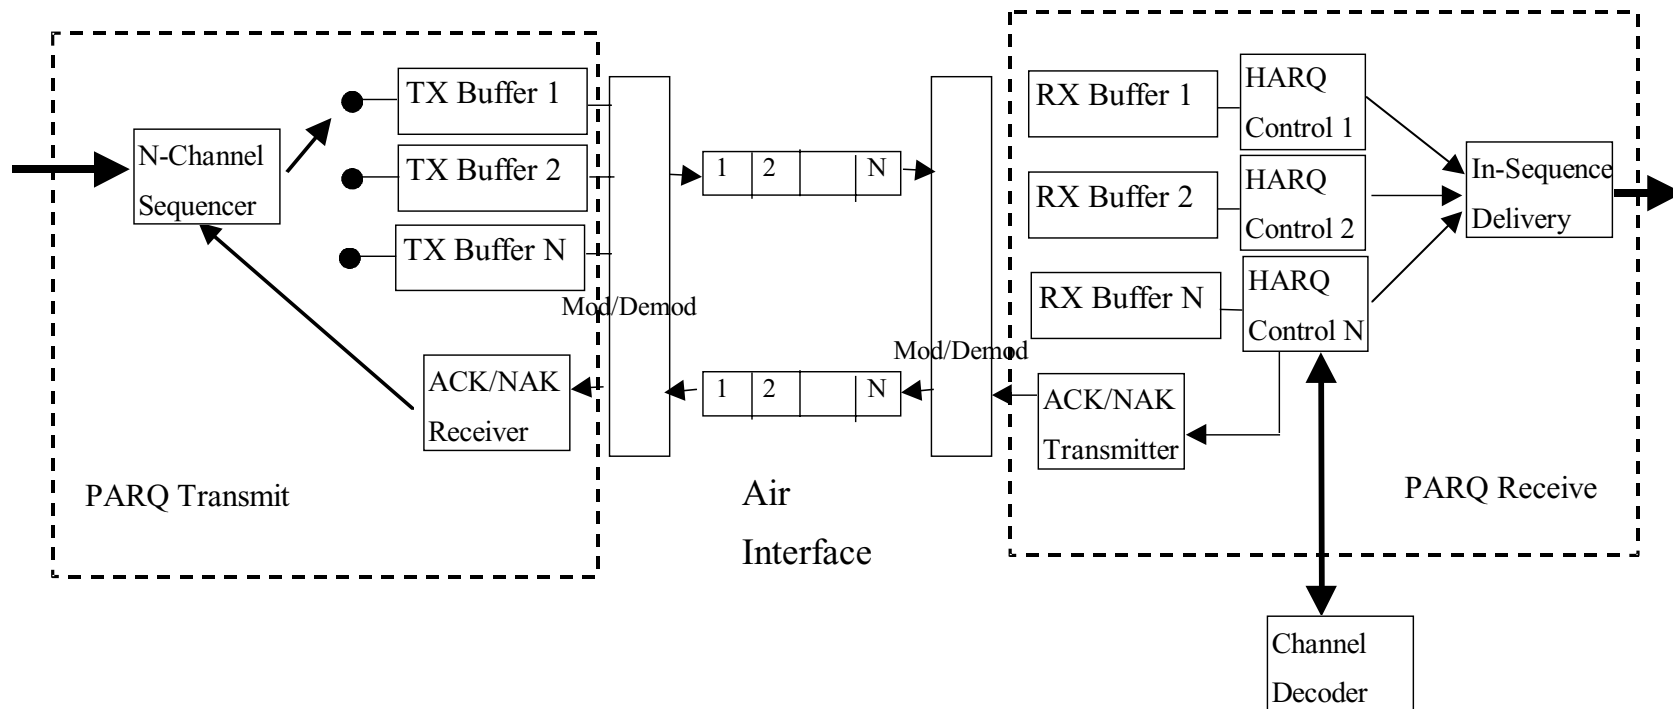 N-Channel
Sequencer
TX Buffer 1
TX Buffer 2
TX Buffer N
ACK/NAK
Receiver
PARQ Transmit
Mod/Demod
1 2 N
1 2 N
Air
Interface
Mod/Demod
RX Buffer 1
RX Buffer 2
RX Buffer N
HARQ
Control 1
HARQ
Control 2
HARQ
Control N
In-Sequence
Delivery
ACK/NAK
Transmitter
PARQ Receive
Channel
Decoder